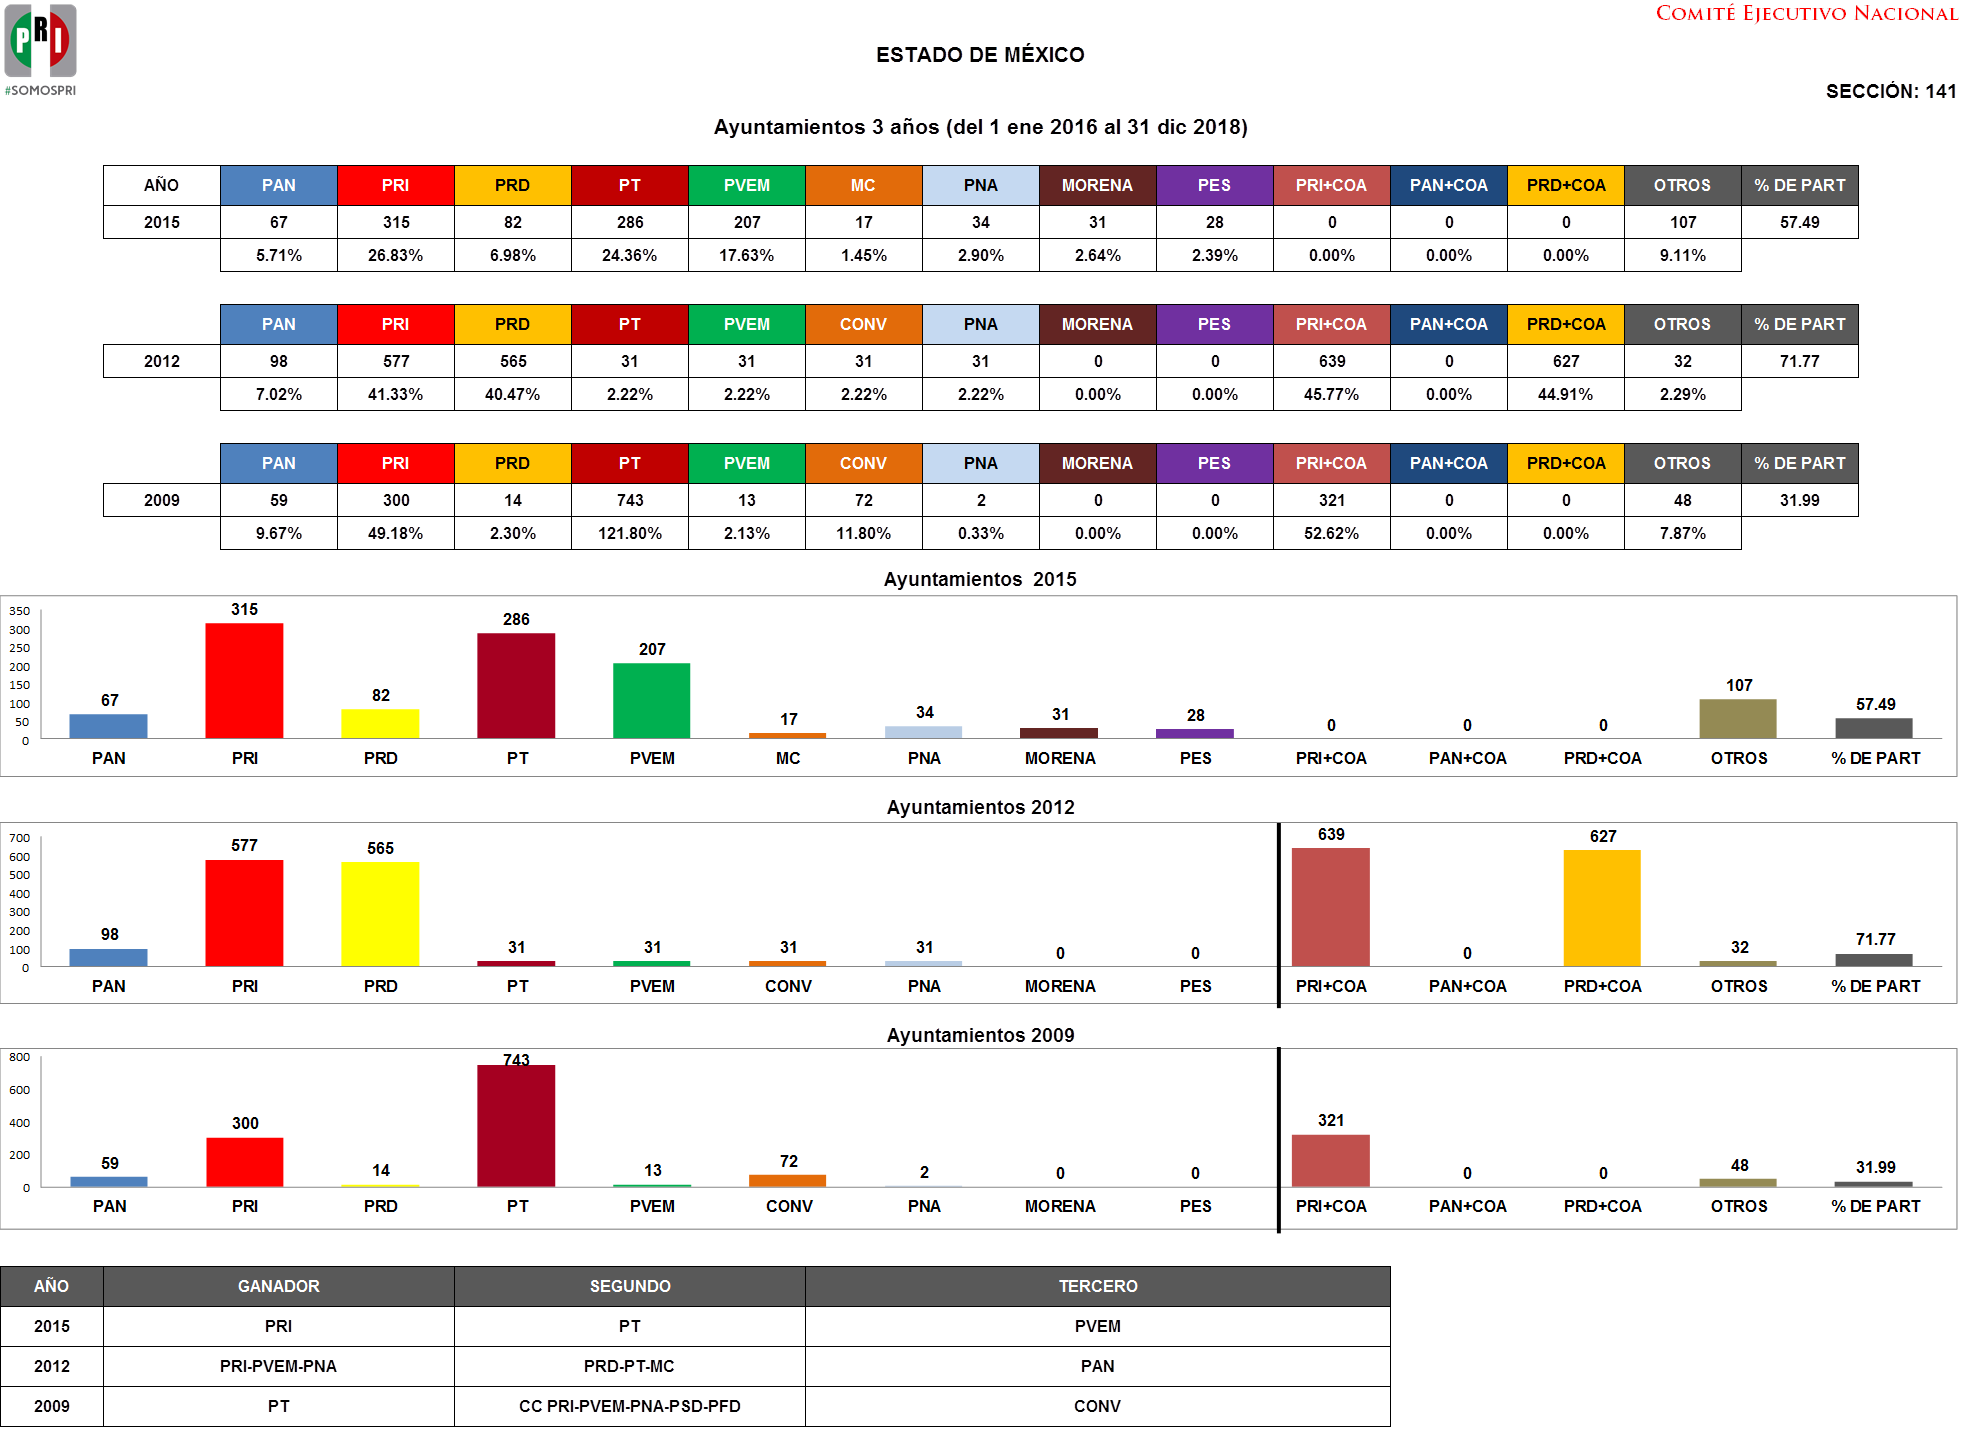 PRI
#SOMOSPRI
COMITÉ EJECUTIVO NACIONAL
ESTADO DE MÉXICO
SECCIÓN: 141
Ayuntamientos 3 años (del 1 ene 2016 al 31 dic 2018)
AÑO PAN PRI PRD PT PVEM MC PNA MORENA PES PRI+COA PAN+COA PRD+COA OTROS % DE PART
2015 67 315 82 286 207 17 34 31 28 0 0 0 107 57.49
5.71% 26.83% 6.98% 24.36% 17.63% 1.45% 2.90% 2.64% 2.39% 0.00% 0.00% 0.00% 9.11%
PAN PRI PRD PT PVEM CONV PNA MORENA PES PRI+COA PAN+COA PRD+COA OTROS % DE PART
2012 98 577 565 31 31 31 31 0 0 639 0 627 32 71.77
7.02% 41.33% 40.47% 2.22% 2.22% 2.22% 2.22% 0.00% 0.00% 45.77% 0.00% 44.91% 2.29%
PAN PRI PRD PT PVEM CONV PNA MORENA PES PRI+COA PAN+COA PRD+COA OTROS % DE PART
2009 59 300 14 743 13 72 2 0 0 321 0 0 48 31.99
9.67% 49.18% 2.30% 121.80% 2.13% 11.80% 0.33% 0.00% 0.00% 52.62% 0.00% 0.00% 7.87%
Ayuntamientos 2015
350
300
250
200
150
100
50
0
67 315 82 286 207 17 34 31 28 0 0 0 107 57.49
PAN PRI PRD PT PVEM MC PNA MORENA PES PRI+COA PAN+COA PRD+COA OTROS % DE PART
Ayuntamientos 2012
700
600
500
400
300
200
100
0
98 577 565 31 31 31 31 0 0 639 0 627 32 71.77
PAN PRI PRD PT PVEM CONV PNA MORENA PES PRI+COA PAN+COA PRD+COA OTROS % DE PART
Ayuntamientos 2009
800
600
400
200
0
59 300 14 743 13 72 2 0 0 321 0 0 48 31.99
PAN PRI PRD PT PVEM CONV PNA MORENA PES PRI+COA PAN+COA PRD+COA OTROS % DE PART
AÑO GANADOR SEGUNDO TERCERO
2015 PRI PT PVEM
2012 PRI-PVEM-PNA PRD-PT-MC PAN
2009 PT CC PRI-PVEM-PNA-PSD-PFD CONV